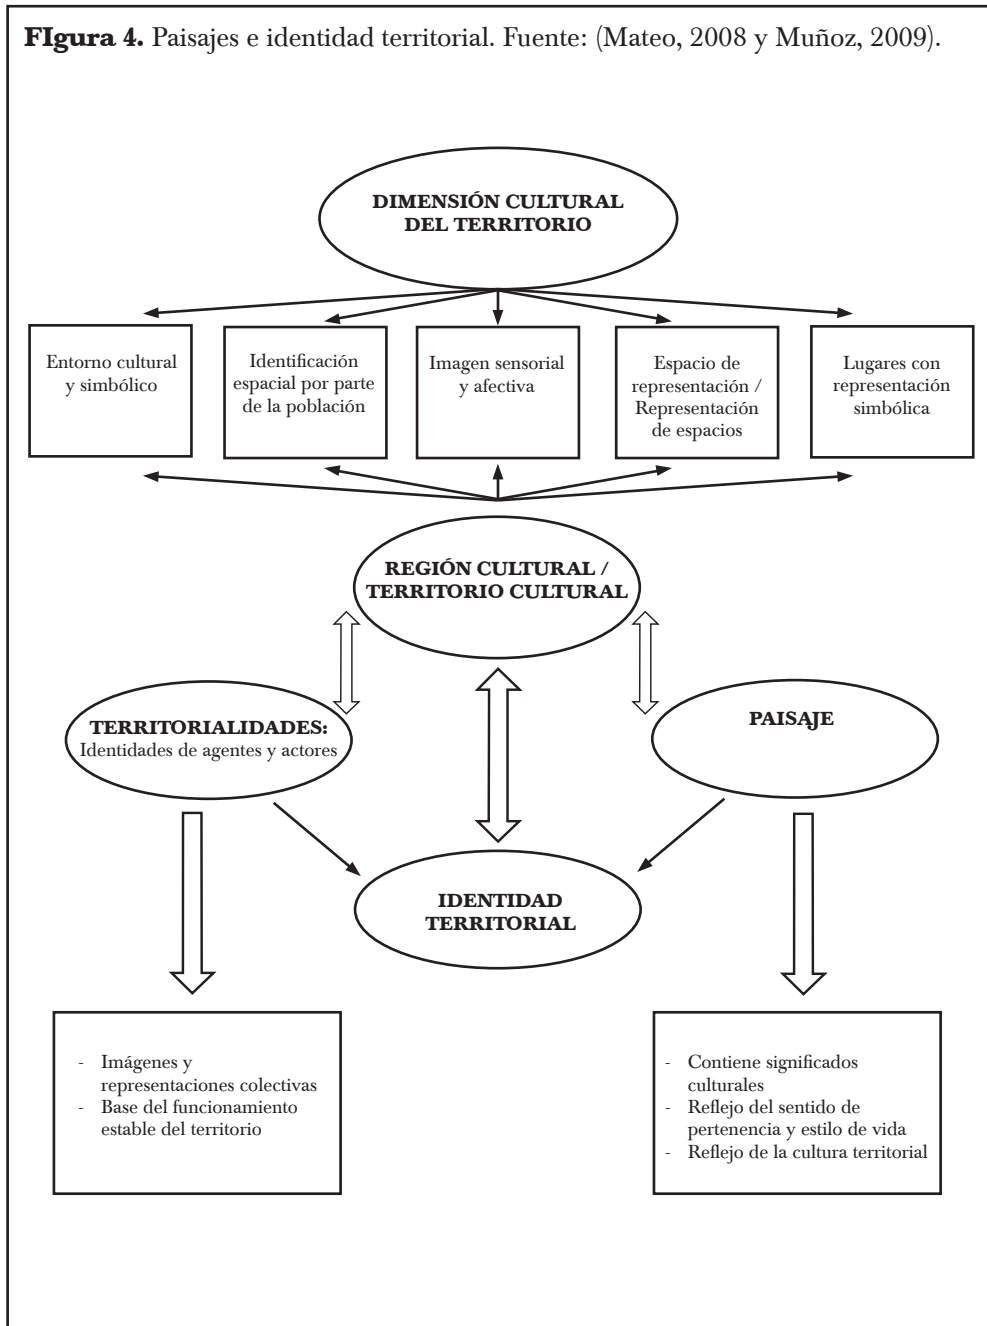 FIgura 4. Paisajes e identidad territorial. Fuente: (Mateo, 2008 y Muñoz, 2009).
DIMENSIÓN CULTURAL
DEL TERRITORIO
Entorno cultural
y simbólico
Identificación
espacial por parte
de la población
Imagen sensorial
y afectiva
Espacio de
representación /
Representación
de espacios
Lugares con
representación
simbólica
REGIÓN CULTURAL /
TERRITORIO CULTURAL
TERRITORIALIDADES:
Identidades de agentes y actores
PAISAJE
IDENTIDAD
TERRITORIAL
- Imágenes y
representaciones colectivas
- Base del funcionamiento
estable del territorio
- Contiene significados
culturales
- Reflejo del sentido de
pertenencia y estilo de vida
- Reflejo de la cultura territorial